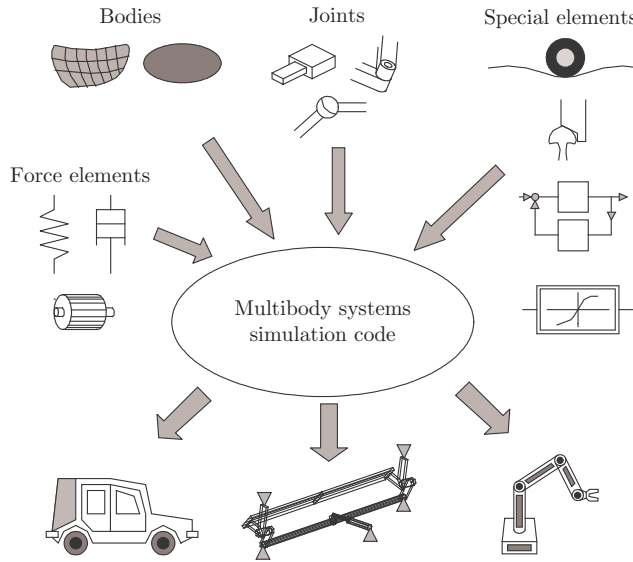 Bodies
Joints
Special elements
Force elements
Multibody systems
simulation code